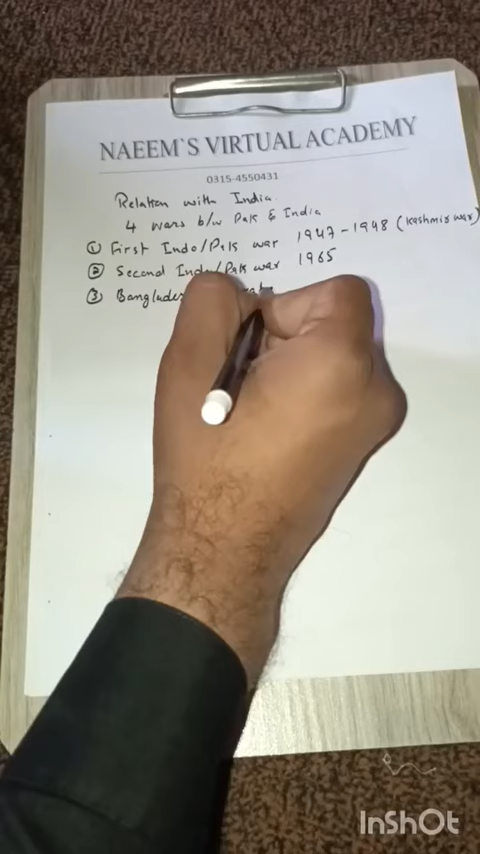 NAEEM`S VIRTUAL ACADEMY
0315-4550431
Relation with India.
4 wars b/w Pak & India
① First Indo/Pak war 1947-1948 (Kashmir war)
② Second Indo/Pak war 1965
③
InShOt